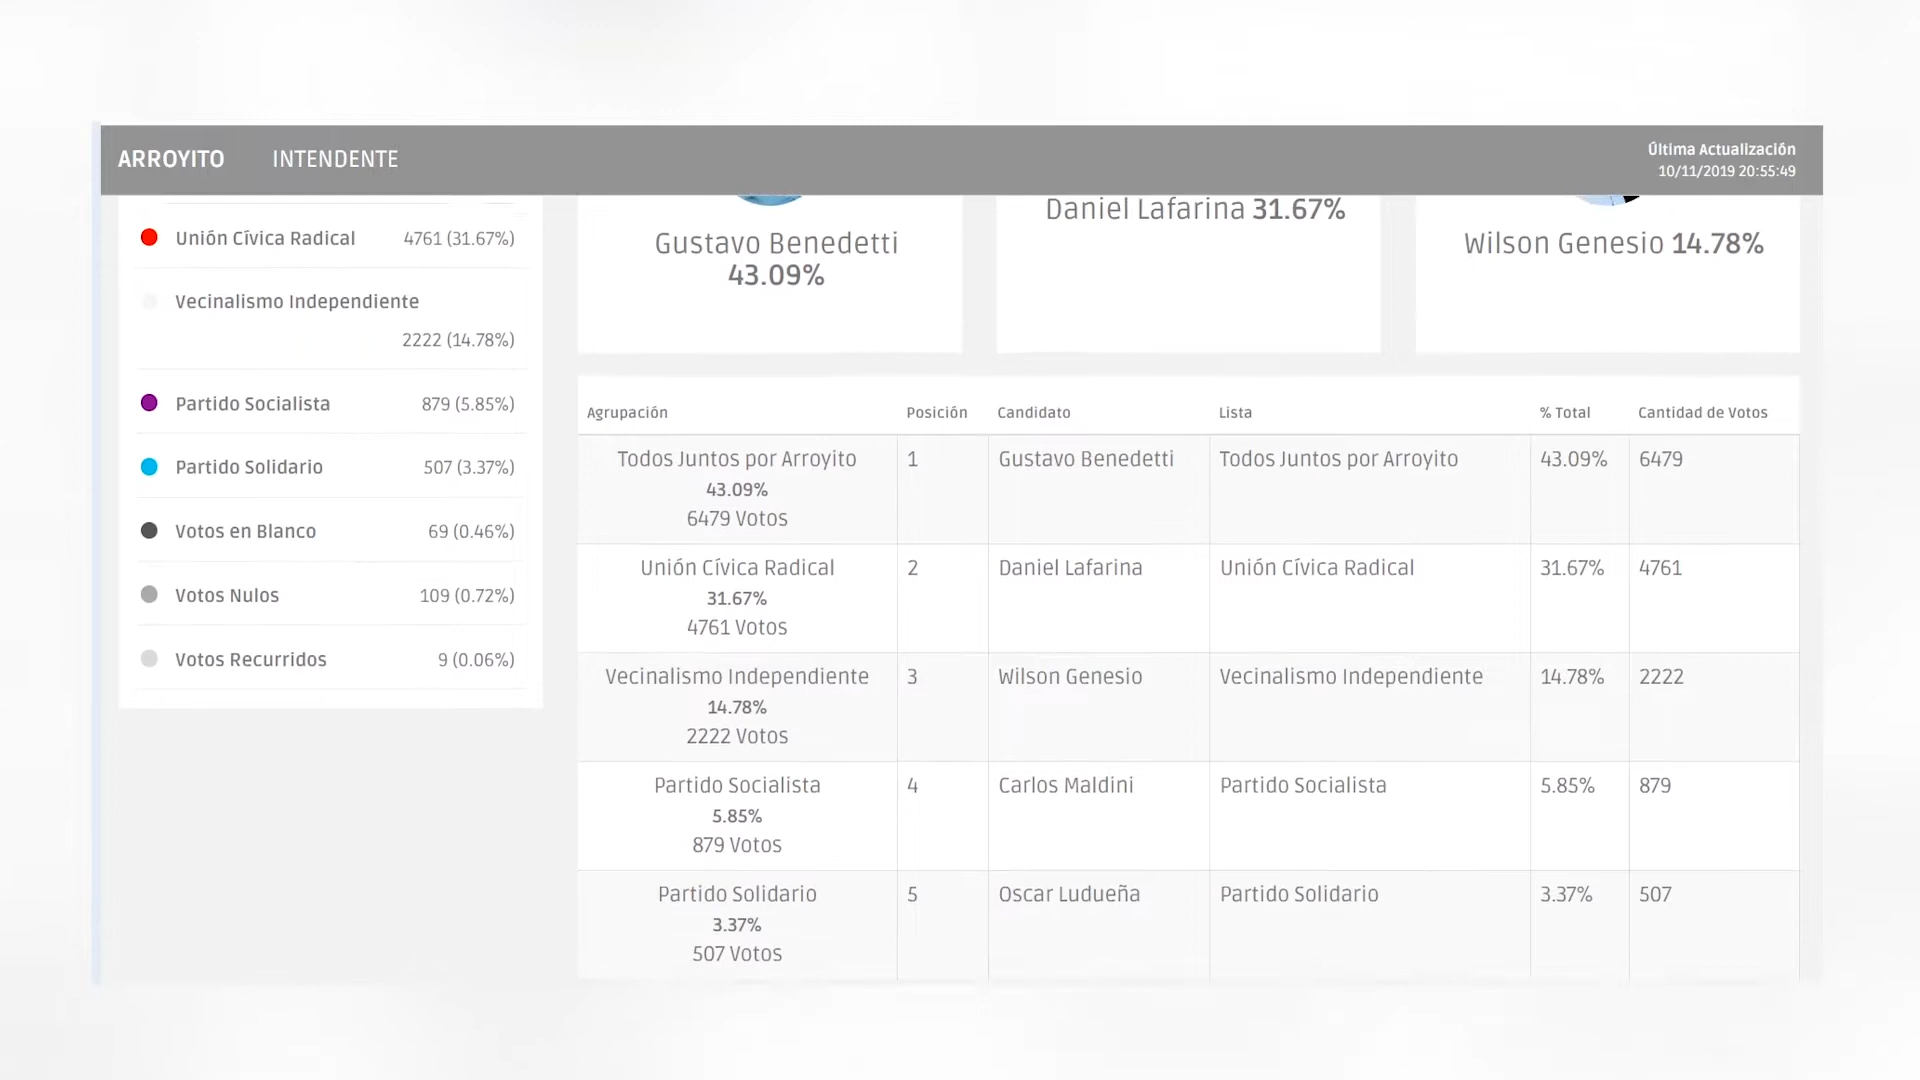 ARROYITO INTENDENTE
Última Actualización
10/11/2019 20:55:49
Unión Cívica Radical 4761 (31.67%)
Vecinalismo Independiente
2222 (14.78%)
Partido Socialista 879 (5.85%)
Partido Solidario 507 (3.37%)
Votos en Blanco 69 (0.46%)
Votos Nulos 109 (0.72%)
Votos Recurridos 9 (0.06%)
Gustavo Benedetti
43.09%
Daniel Lafarina 31.67%
Wilson Genesio 14.78%
Agrupación Posición Candidato Lista % Total Cantidad de Votos
Todos Juntos por Arroyito 1 Gustavo Benedetti Todos Juntos por Arroyito 43.09% 6479
43.09%
6479 Votos
Unión Cívica Radical 2 Daniel Lafarina Unión Cívica Radical 31.67% 4761
31.67%
4761 Votos
Vecinalismo Independiente 3 Wilson Genesio Vecinalismo Independiente 14.78% 2222
14.78%
2222 Votos
Partido Socialista 4 Carlos Maldini Partido Socialista 5.85% 879
5.85%
879 Votos
Partido Solidario 5 Oscar Ludueña Partido Solidario 3.37% 507
3.37%
507 Votos